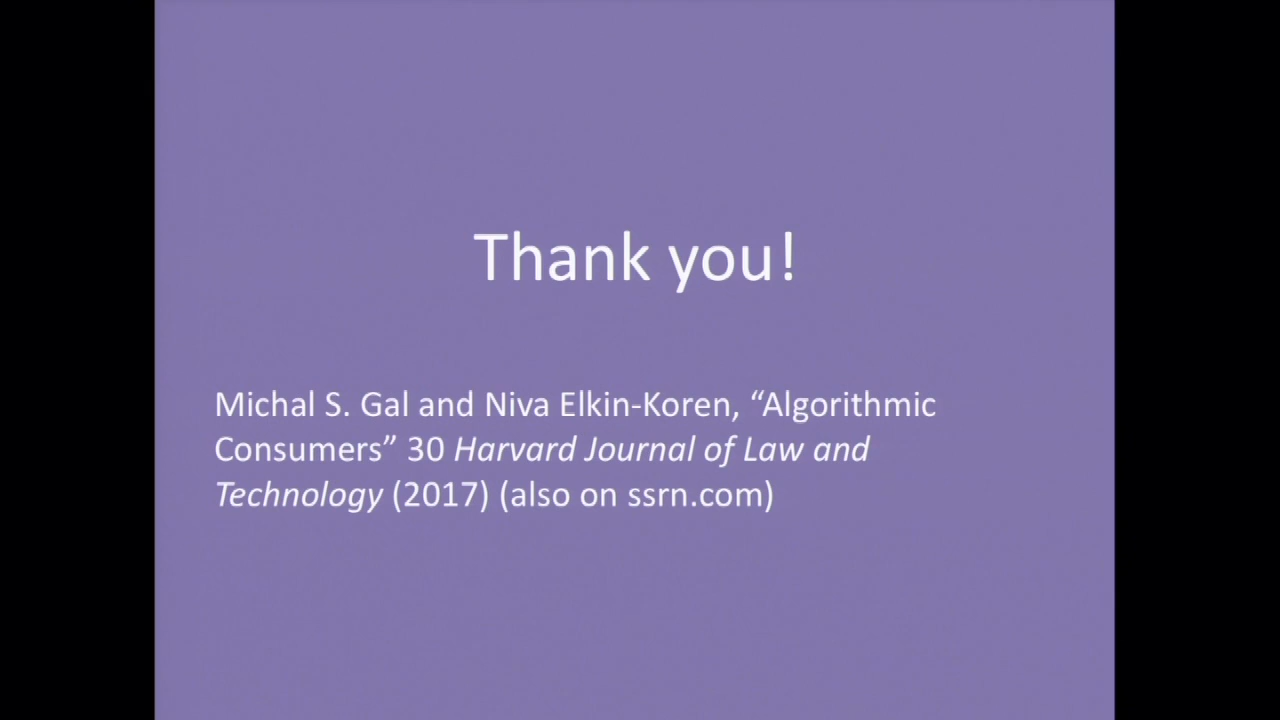 Thank you!
Michal S. Gal and Niva Elkin-Koren, “Algorithmic
Consumers” 30 Harvard Journal of Law and
Technology (2017) (also on ssrn.com)